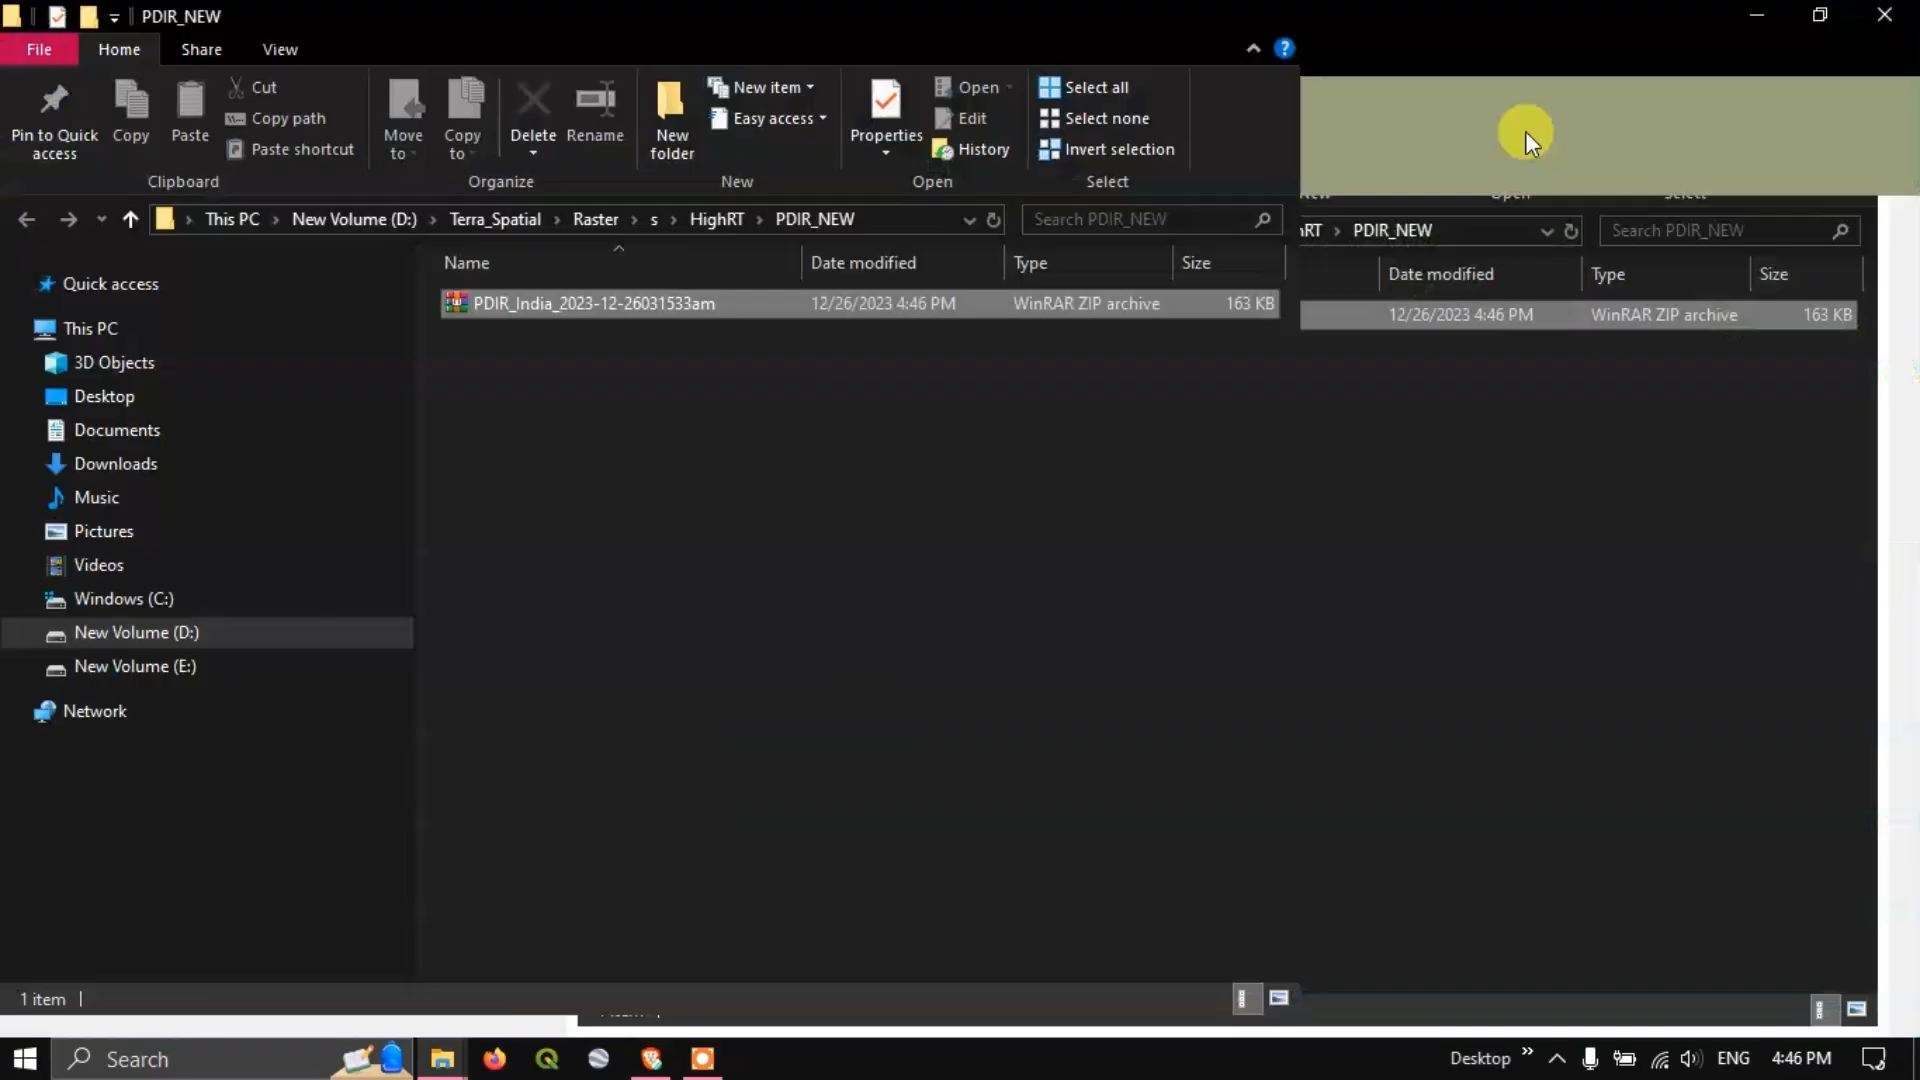 PDIR_NEW
File Home Share View
Pin to Quick access
Copy
Paste
Cut
Copy path
Paste shortcut
Move to
Copy to
Delete
Rename
New folder
New item
Easy access
Properties
Open
Edit
History
Select all
Select none
Invert selection
Clipboard Organize New Open Select
This PC New Volume (D:) Terra_Spatial Raster s HighRT PDIR_NEW
Search PDIR_NEW
PDIR_NEW
Search PDIR_NEW
Name Date modified Type Size
Date modified Type Size
PDIR_India_2023-12-26031533am 12/26/2023 4:46 PM WinRAR ZIP archive 163 KB
12/26/2023 4:46 PM WinRAR ZIP archive 163 KB
Quick access
This PC
3D Objects
Desktop
Documents
Downloads
Music
Pictures
Videos
Windows (C:)
New Volume (D:)
New Volume (E:)
Network
1 item
Search
Desktop
ENG
4:46 PM